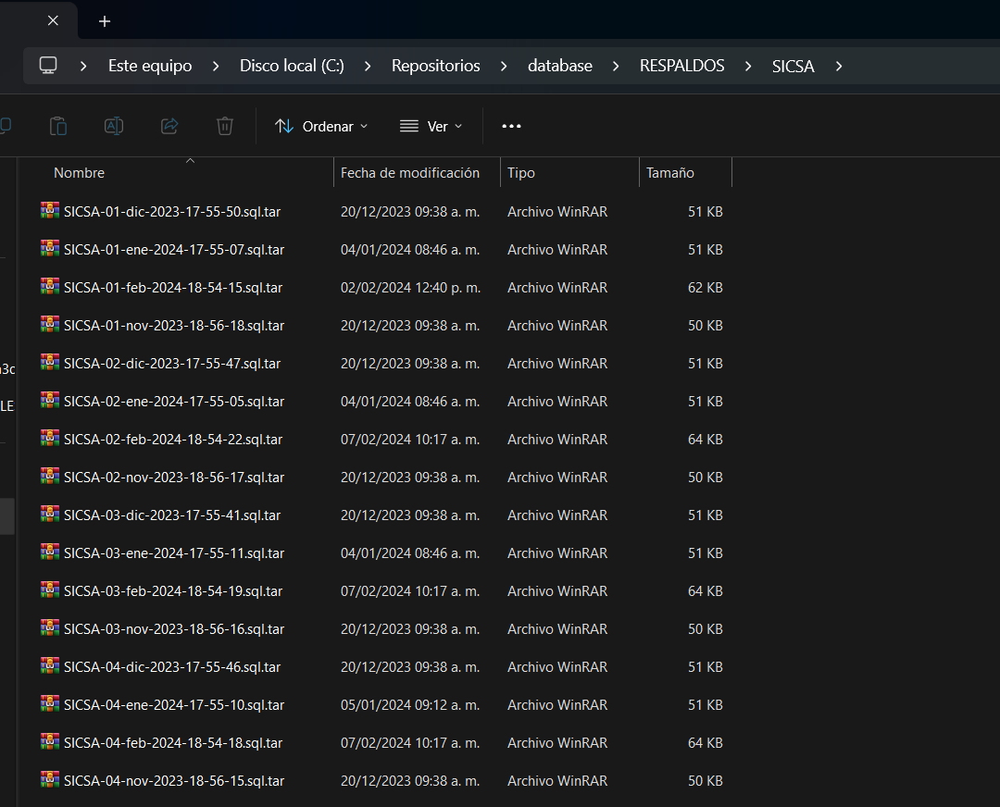 Este equipo > Disco local (C:) > Repositorios > database > RESPALDOS > SICSA >
Ordenar Ver
Nombre Fecha de modificación Tipo Tamaño
SICSA-01-dic-2023-17-55-50.sql.tar 20/12/2023 09:38 a. m. Archivo WinRAR 51 KB
SICSA-01-ene-2024-17-55-07.sql.tar 04/01/2024 08:46 a. m. Archivo WinRAR 51 KB
SICSA-01-feb-2024-18-54-15.sql.tar 02/02/2024 12:40 p. m. Archivo WinRAR 62 KB
SICSA-01-nov-2023-18-56-18.sql.tar 20/12/2023 09:38 a. m. Archivo WinRAR 50 KB
SICSA-02-dic-2023-17-55-47.sql.tar 20/12/2023 09:38 a. m. Archivo WinRAR 51 KB
SICSA-02-ene-2024-17-55-05.sql.tar 04/01/2024 08:46 a. m. Archivo WinRAR 51 KB
SICSA-02-feb-2024-18-54-22.sql.tar 07/02/2024 10:17 a. m. Archivo WinRAR 64 KB
SICSA-02-nov-2023-18-56-17.sql.tar 20/12/2023 09:38 a. m. Archivo WinRAR 50 KB
SICSA-03-dic-2023-17-55-41.sql.tar 20/12/2023 09:38 a. m. Archivo WinRAR 51 KB
SICSA-03-ene-2024-17-55-11.sql.tar 04/01/2024 08:46 a. m. Archivo WinRAR 51 KB
SICSA-03-feb-2024-18-54-19.sql.tar 07/02/2024 10:17 a. m. Archivo WinRAR 64 KB
SICSA-03-nov-2023-18-56-16.sql.tar 20/12/2023 09:38 a. m. Archivo WinRAR 50 KB
SICSA-04-dic-2023-17-55-46.sql.tar 20/12/2023 09:38 a. m. Archivo WinRAR 51 KB
SICSA-04-ene-2024-17-55-10.sql.tar 05/01/2024 09:12 a. m. Archivo WinRAR 51 KB
SICSA-04-feb-2024-18-54-18.sql.tar 07/02/2024 10:17 a. m. Archivo WinRAR 64 KB
SICSA-04-nov-2023-18-56-15.sql.tar 20/12/2023 09:38 a. m. Archivo WinRAR 50 KB